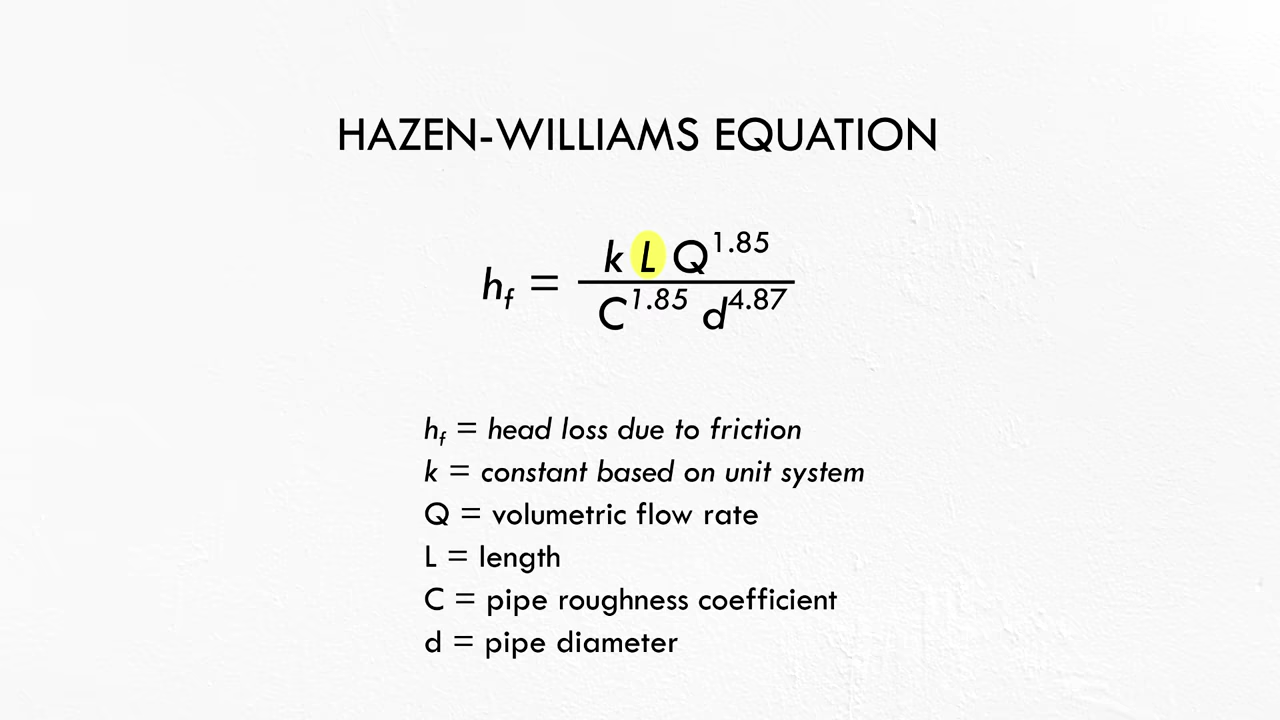 HAZEN-WILLIAMS EQUATION
h_f = (k L Q^1.85) / (C^1.85 d^4.87)
h_f = head loss due to friction
k = constant based on unit system
Q = volumetric flow rate
L = length
C = pipe roughness coefficient
d = pipe diameter